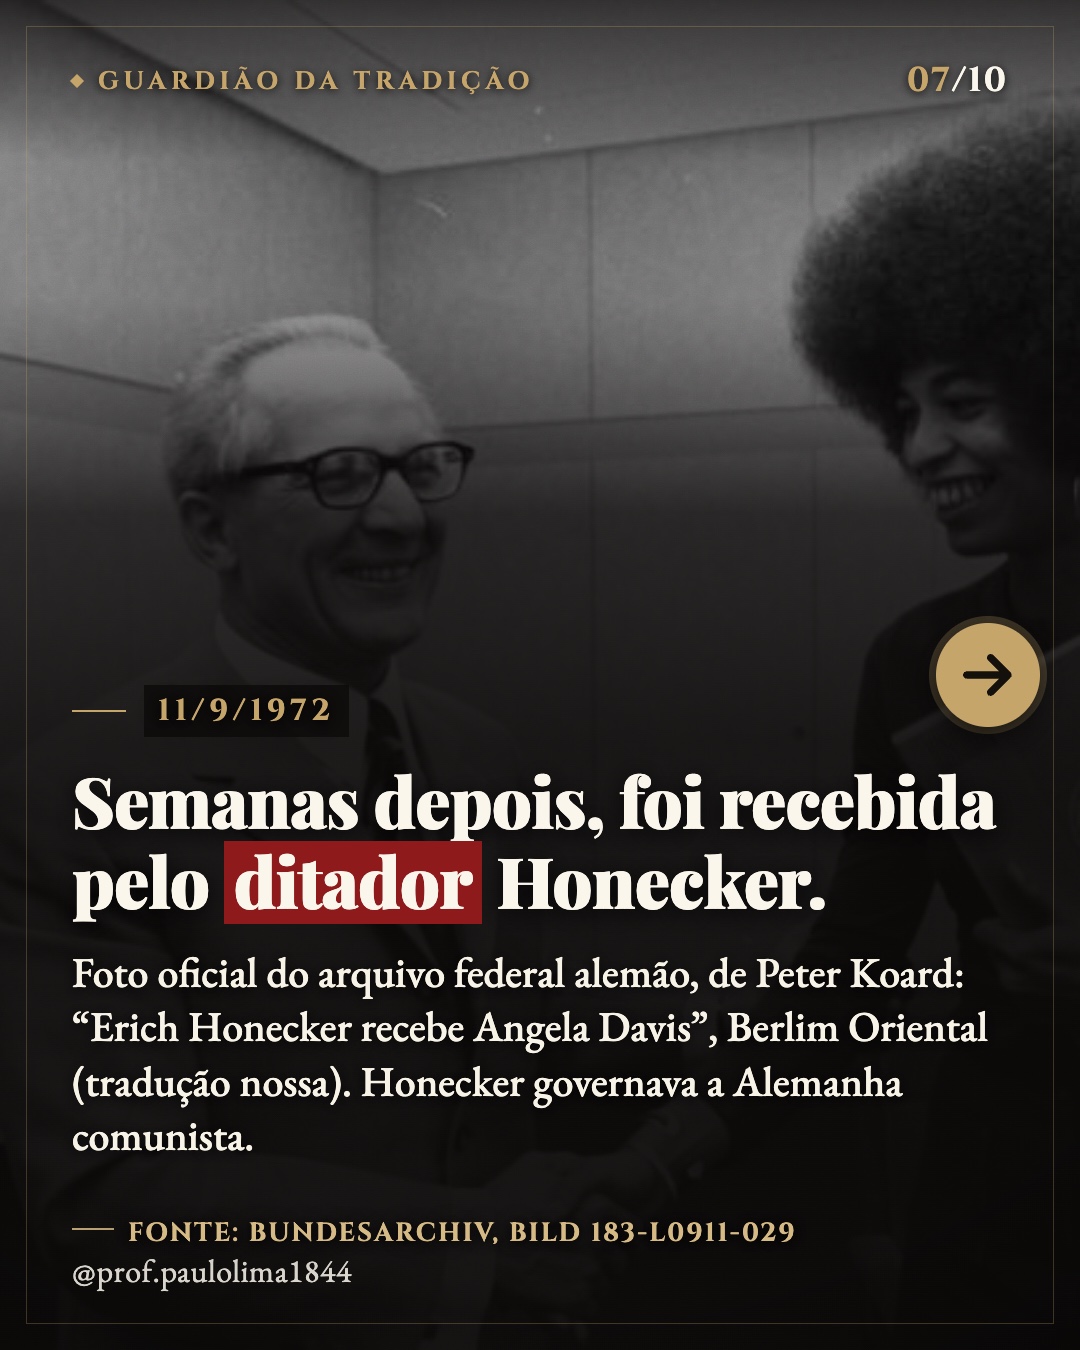 GUARDIÃO DA TRADIÇÃO
07/10
11/9/1972
Semanas depois, foi recebida
pelo ditador Honecker.
Foto oficial do arquivo federal alemão, de Peter Koard:
“Erich Honecker recebe Angela Davis”, Berlim Oriental
(tradução nossa). Honecker governava a Alemanha
comunista.
FONTE: BUNDESARCHIV, BILD 183-L0911-029
@prof.paulolima1844